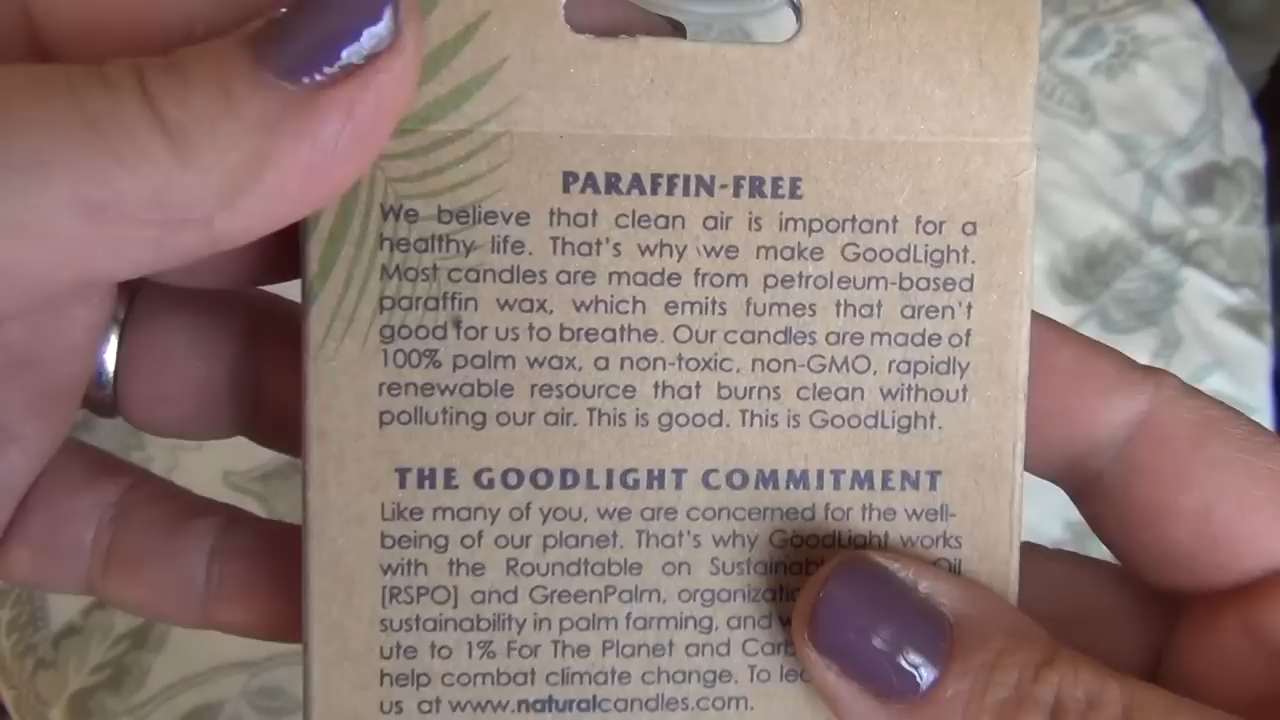 PARAFFIN-FREE
We believe that clean air is important for a
healthy life. That's why we make GoodLight.
Most candles are made from petroleum-based
paraffin wax, which emits fumes that aren't
good for us to breathe. Our candles are made of
100% palm wax, a non-toxic, non-GMO, rapidly
renewable resource that burns clean without
polluting our air. This is good. This is GoodLight.
THE GOODLIGHT COMMITMENT
Like many of you, we are concerned for the well-
being of our planet. That's why GoodLight works
with the Roundtable on Oil
[RSPO] and GreenPalm,
sustainability in palm farming, and
ute to 1% For The Planet and
help combat climate change. To
us at www.naturalcandles.com.